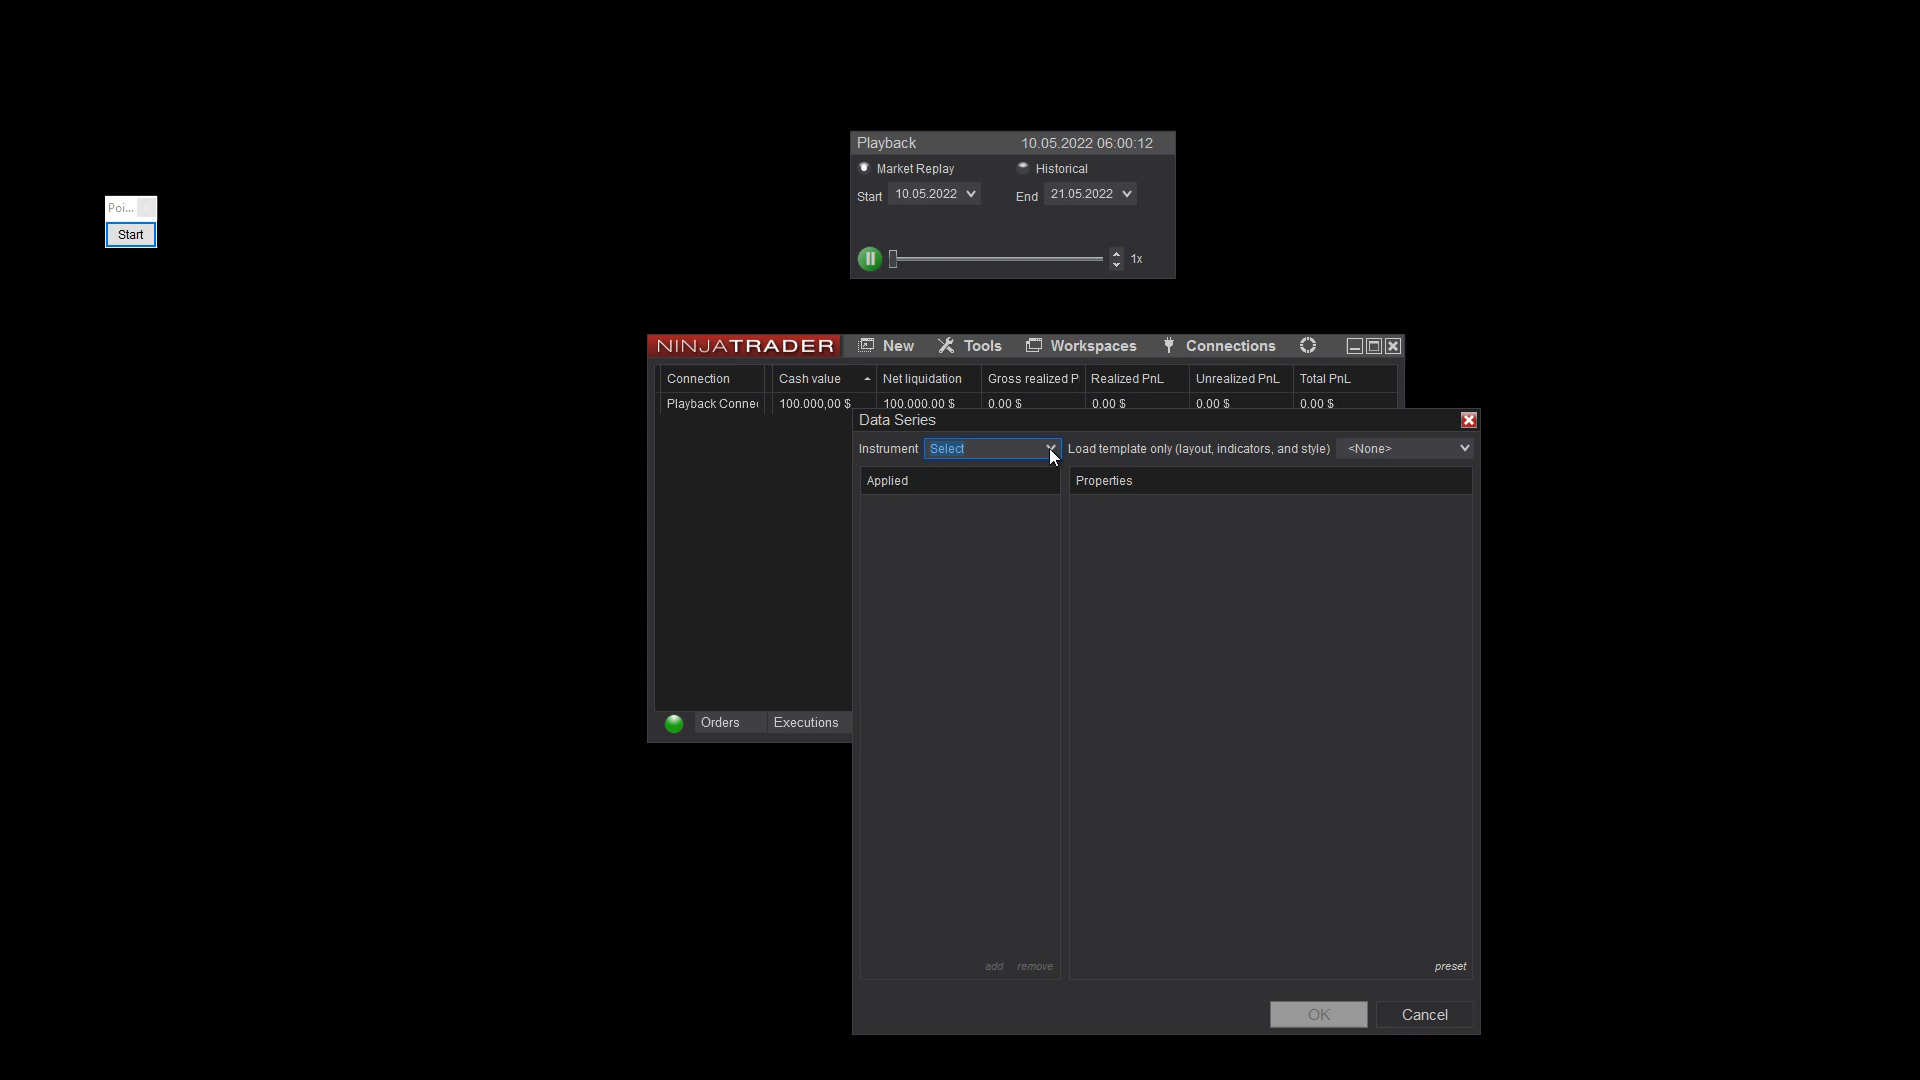 Playback 10.05.2022 06:00:12
Market Replay Historical
Start 10.05.2022 End 21.05.2022
Poi...
Start
1x
NINJATRADER New Tools Workspaces Connections
Connection Cash value Net liquidation Gross realized P Realized PnL Unrealized PnL Total PnL
Playback Conne 100.000,00 $ 100.000.00 $ 0.00 $ 0.00 $ 0.00 $ 0.00 $
Data Series
Instrument Select Load template only (layout, indicators, and style) <None>
Applied Properties
Orders Executions
add remove preset
OK Cancel